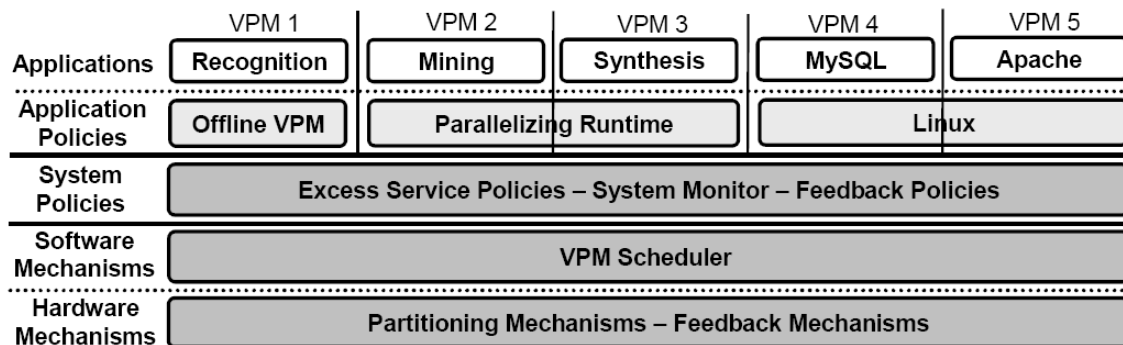 VPM 1 VPM 2 VPM 3 VPM 4 VPM 5
Applications Recognition Mining Synthesis MySQL Apache
Application
Policies
Offline VPM Parallelizing Runtime Linux
System
Policies
Excess Service Policies – System Monitor – Feedback Policies
Software
Mechanisms
VPM Scheduler
Hardware
Mechanisms
Partitioning Mechanisms – Feedback Mechanisms